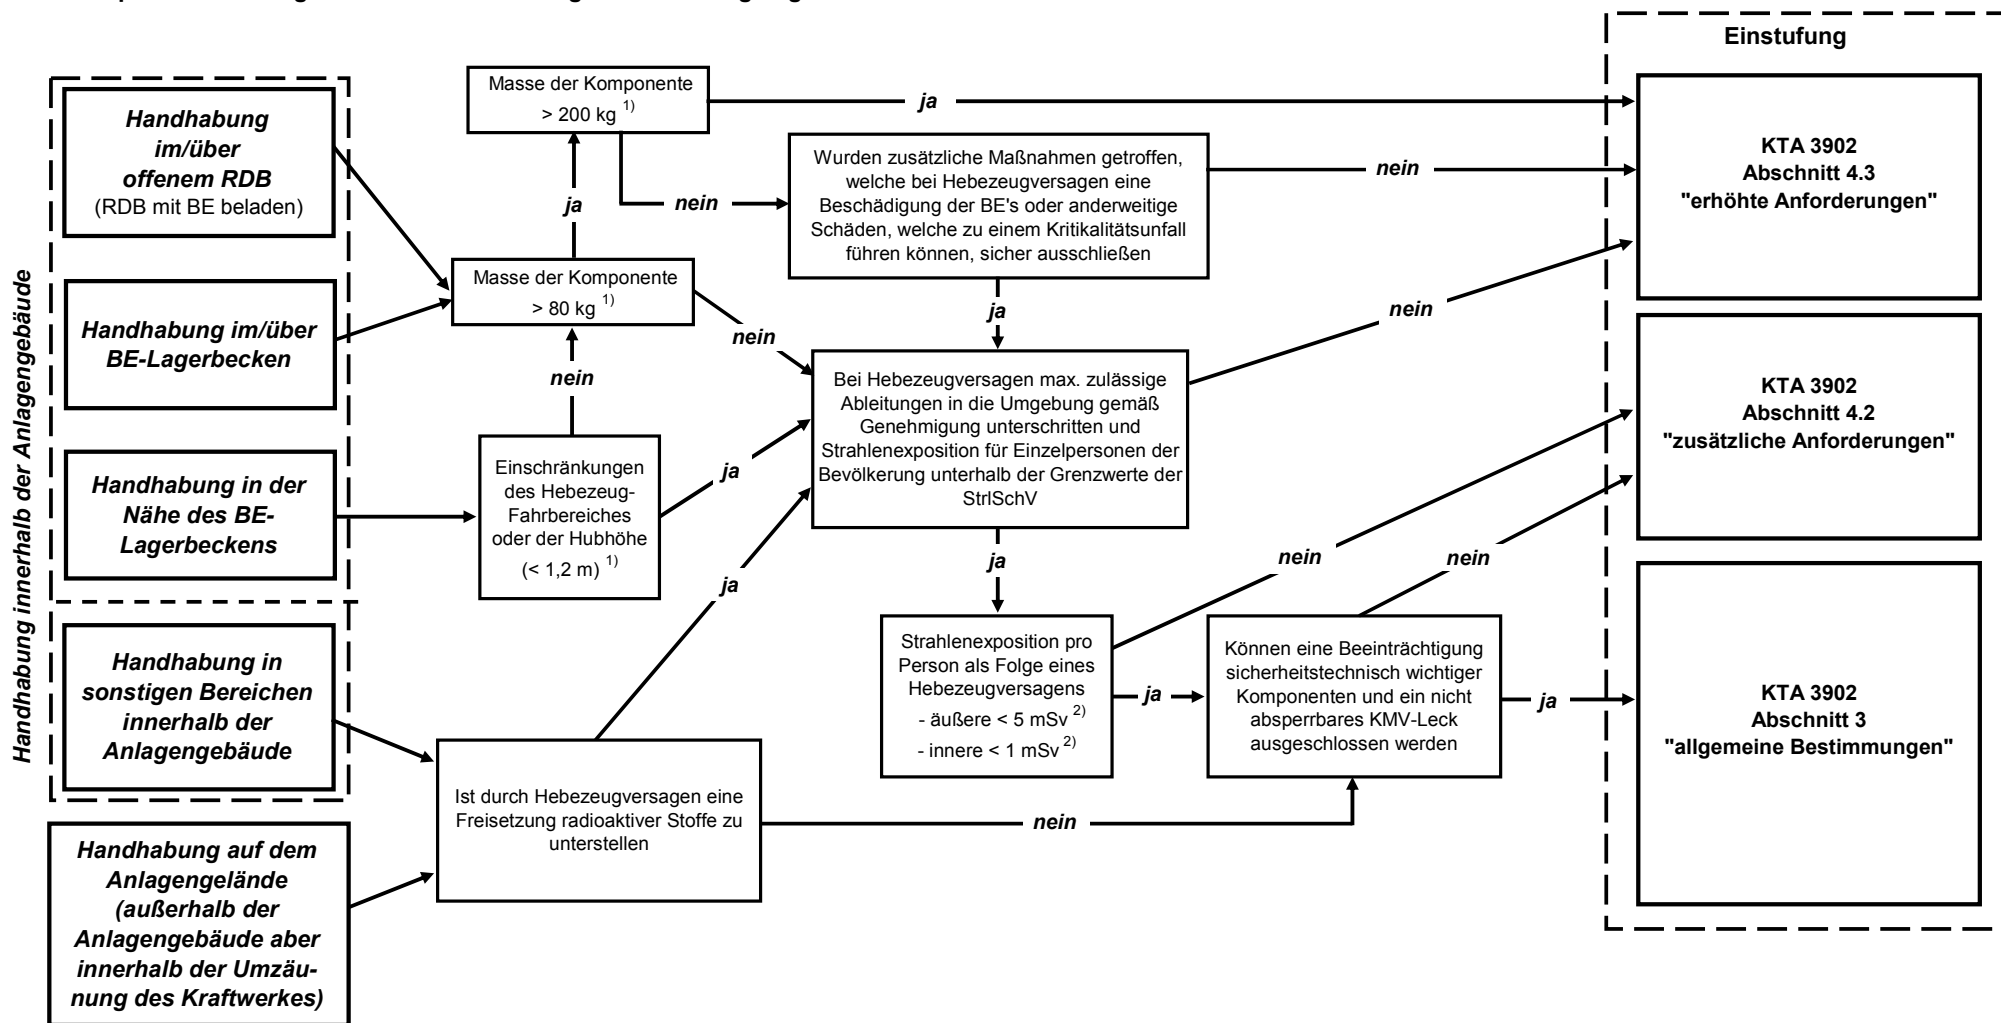 Einstufung
Handhabung innerhalb der Anlagengebäude
Handhabung
im/über
offenem RDB
(RDB mit BE beladen)
Handhabung im/über
BE-Lagerbecken
Handhabung in der
Nähe des BE-
Lagerbeckens
Handhabung in
sonstigen Bereichen
innerhalb der
Anlagengebäude
Handhabung auf dem
Anlagengelände
(außerhalb der
Anlagengebäude aber
innerhalb der Umzäu-
nung des Kraftwerkes)
Masse der Komponente
> 200 kg 1)
ja
nein
ja
Masse der Komponente
> 80 kg 1)
nein
nein
Einschränkungen
des Hebezeug-
Fahrbereiches
oder der Hubhöhe
(< 1,2 m) 1)
ja
ja
Ist durch Hebezeugversagen eine
Freisetzung radioaktiver Stoffe zu
unterstellen
nein
Wurden zusätzliche Maßnahmen getroffen,
welche bei Hebezeugversagen eine
Beschädigung der BE's oder anderweitige
Schäden, welche zu einem Kritikalitätsunfall
führen können, sicher ausschließen
nein
ja
Bei Hebezeugversagen max. zulässige
Ableitungen in die Umgebung gemäß
Genehmigung unterschritten und
Strahlenexposition für Einzelpersonen der
Bevölkerung unterhalb der Grenzwerte der
StrlSchV
nein
ja
Strahlenexposition pro
Person als Folge eines
Hebezeugversagens
- äußere < 5 mSv 2)
- innere < 1 mSv 2)
nein
ja
Können eine Beeinträchtigung
sicherheitstechnisch wichtiger
Komponenten und ein nicht
absperrbares KMV-Leck
ausgeschlossen werden
nein
ja
KTA 3902
Abschnitt 4.3
"erhöhte Anforderungen"
KTA 3902
Abschnitt 4.2
"zusätzliche Anforderungen"
KTA 3902
Abschnitt 3
"allgemeine Bestimmungen"